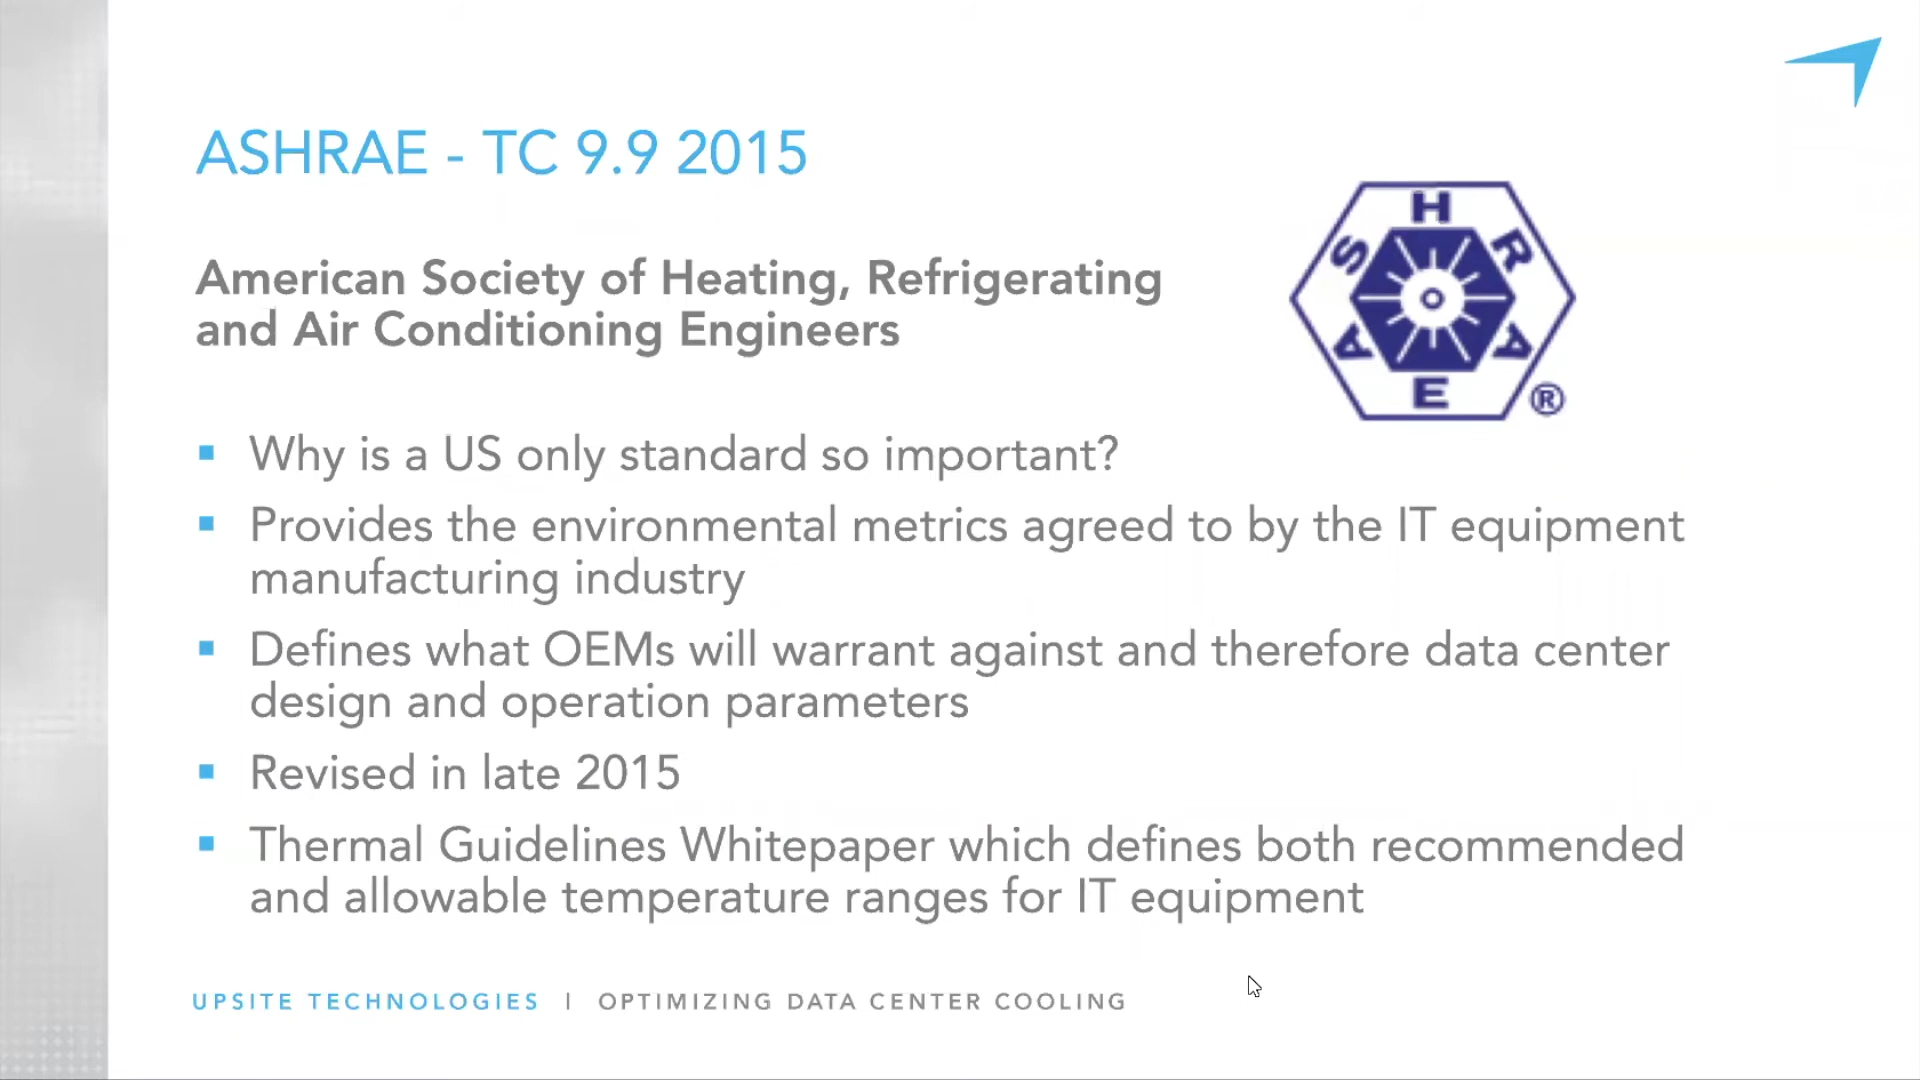 ASHRAE - TC 9.9 2015
American Society of Heating, Refrigerating
and Air Conditioning Engineers
ASHRAE
®
Why is a US only standard so important?
Provides the environmental metrics agreed to by the IT equipment
manufacturing industry
Defines what OEMs will warrant against and therefore data center
design and operation parameters
Revised in late 2015
Thermal Guidelines Whitepaper which defines both recommended
and allowable temperature ranges for IT equipment
UPSITE TECHNOLOGIES | OPTIMIZING DATA CENTER COOLING